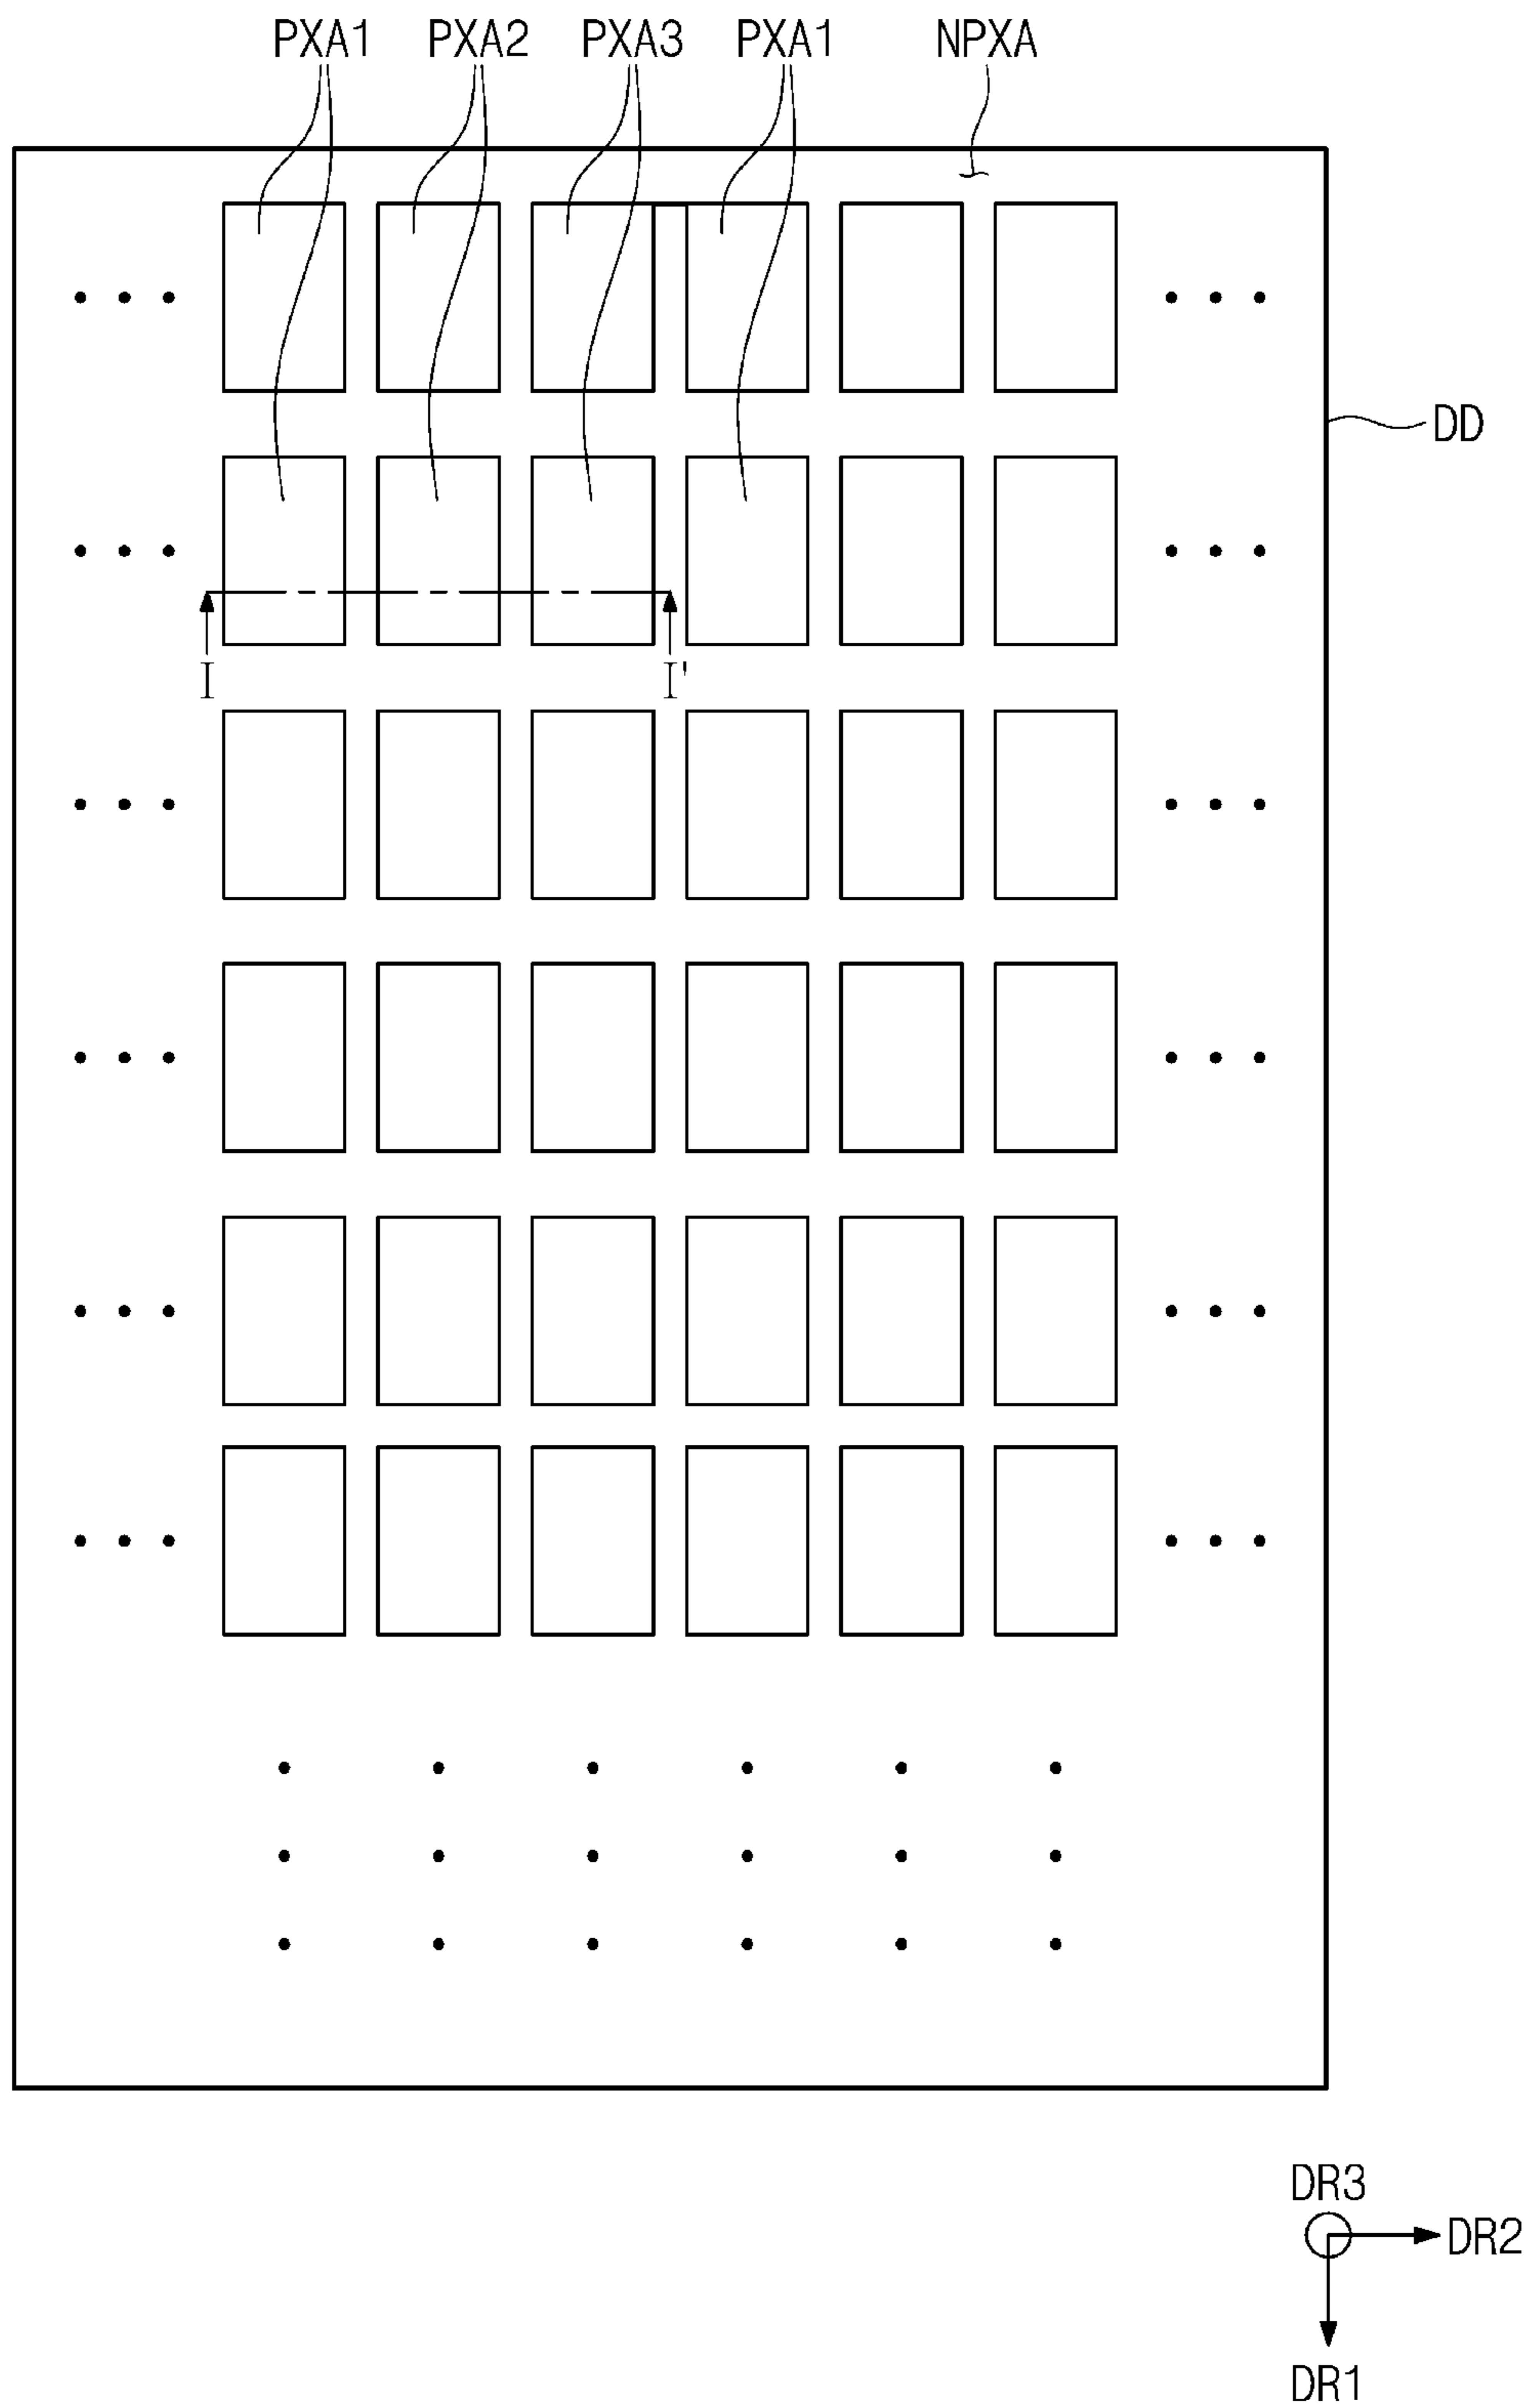 PXA1 PXA2 PXA3 PXA1 NPXA
DD
I I'
DR3
DR2
DR1